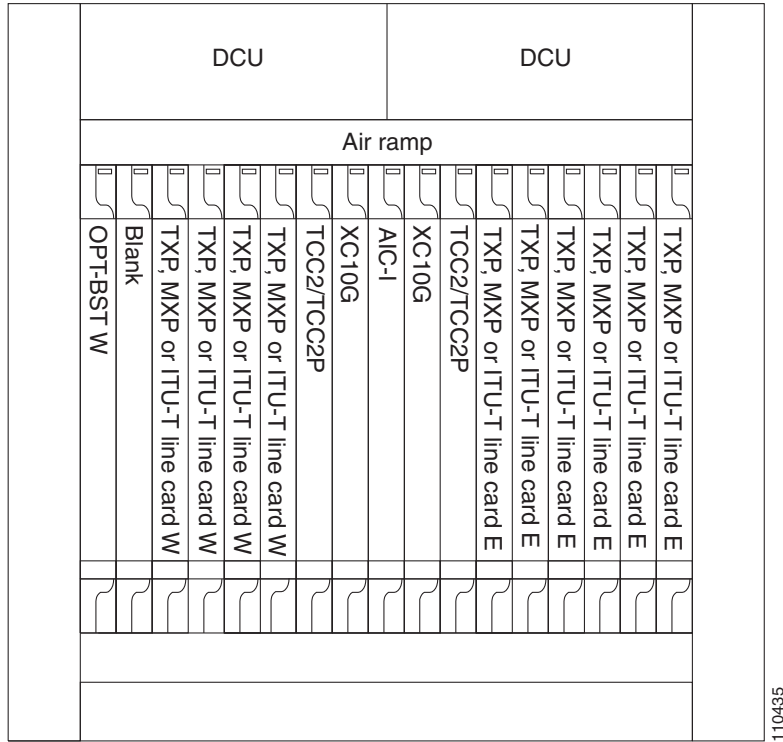 DCU
DCU
Air ramp
OPT-BST W
Blank
TXP, MXP or ITU-T line card W
TXP, MXP or ITU-T line card W
TXP, MXP or ITU-T line card W
TXP, MXP or ITU-T line card W
TCC2/TCC2P
XC10G
AIC-I
XC10G
TCC2/TCC2P
TXP, MXP or ITU-T line card E
TXP, MXP or ITU-T line card E
TXP, MXP or ITU-T line card E
TXP, MXP or ITU-T line card E
TXP, MXP or ITU-T line card E
TXP, MXP or ITU-T line card E
110435